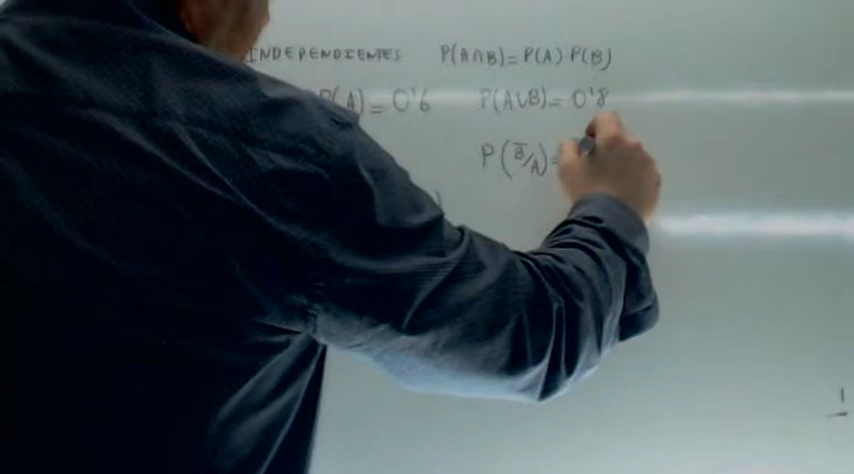 INDEPENDIENTES P(A∩B)=P(A) P(B)
P(A)=0'6 P(A∪B)=0'8
P(B̅/A)=